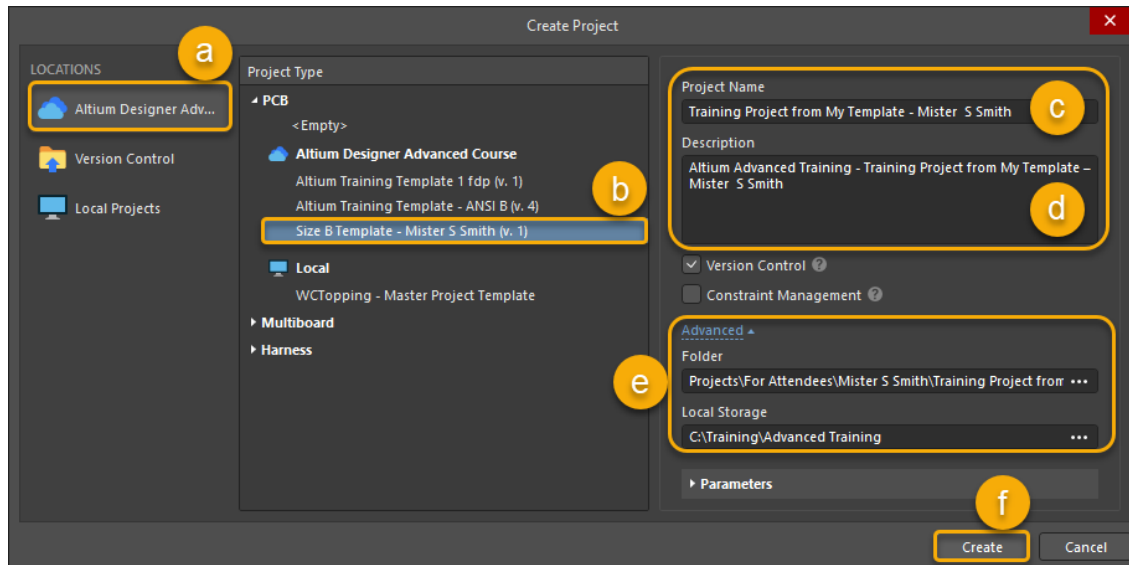 Create Project
a
LOCATIONS
Altium Designer Adv...
Version Control
Local Projects
Project Type
PCB
<Empty>
Altium Designer Advanced Course
Altium Training Template 1 fdp (v. 1)
Altium Training Template - ANSI B (v. 4)
b
Size B Template - Mister S Smith (v. 1)
Local
WCTopping - Master Project Template
Multiboard
Harness
Project Name
Training Project from My Template - Mister  S Smith
c
Description
Altium Advanced Training - Training Project from My Template –
Mister  S Smith
d
Version Control ?
Constraint Management ?
Advanced
e
Folder
Projects\For Attendees\Mister S Smith\Training Project from ...
Local Storage
C:\Training\Advanced Training ...
Parameters
f
Create
Cancel